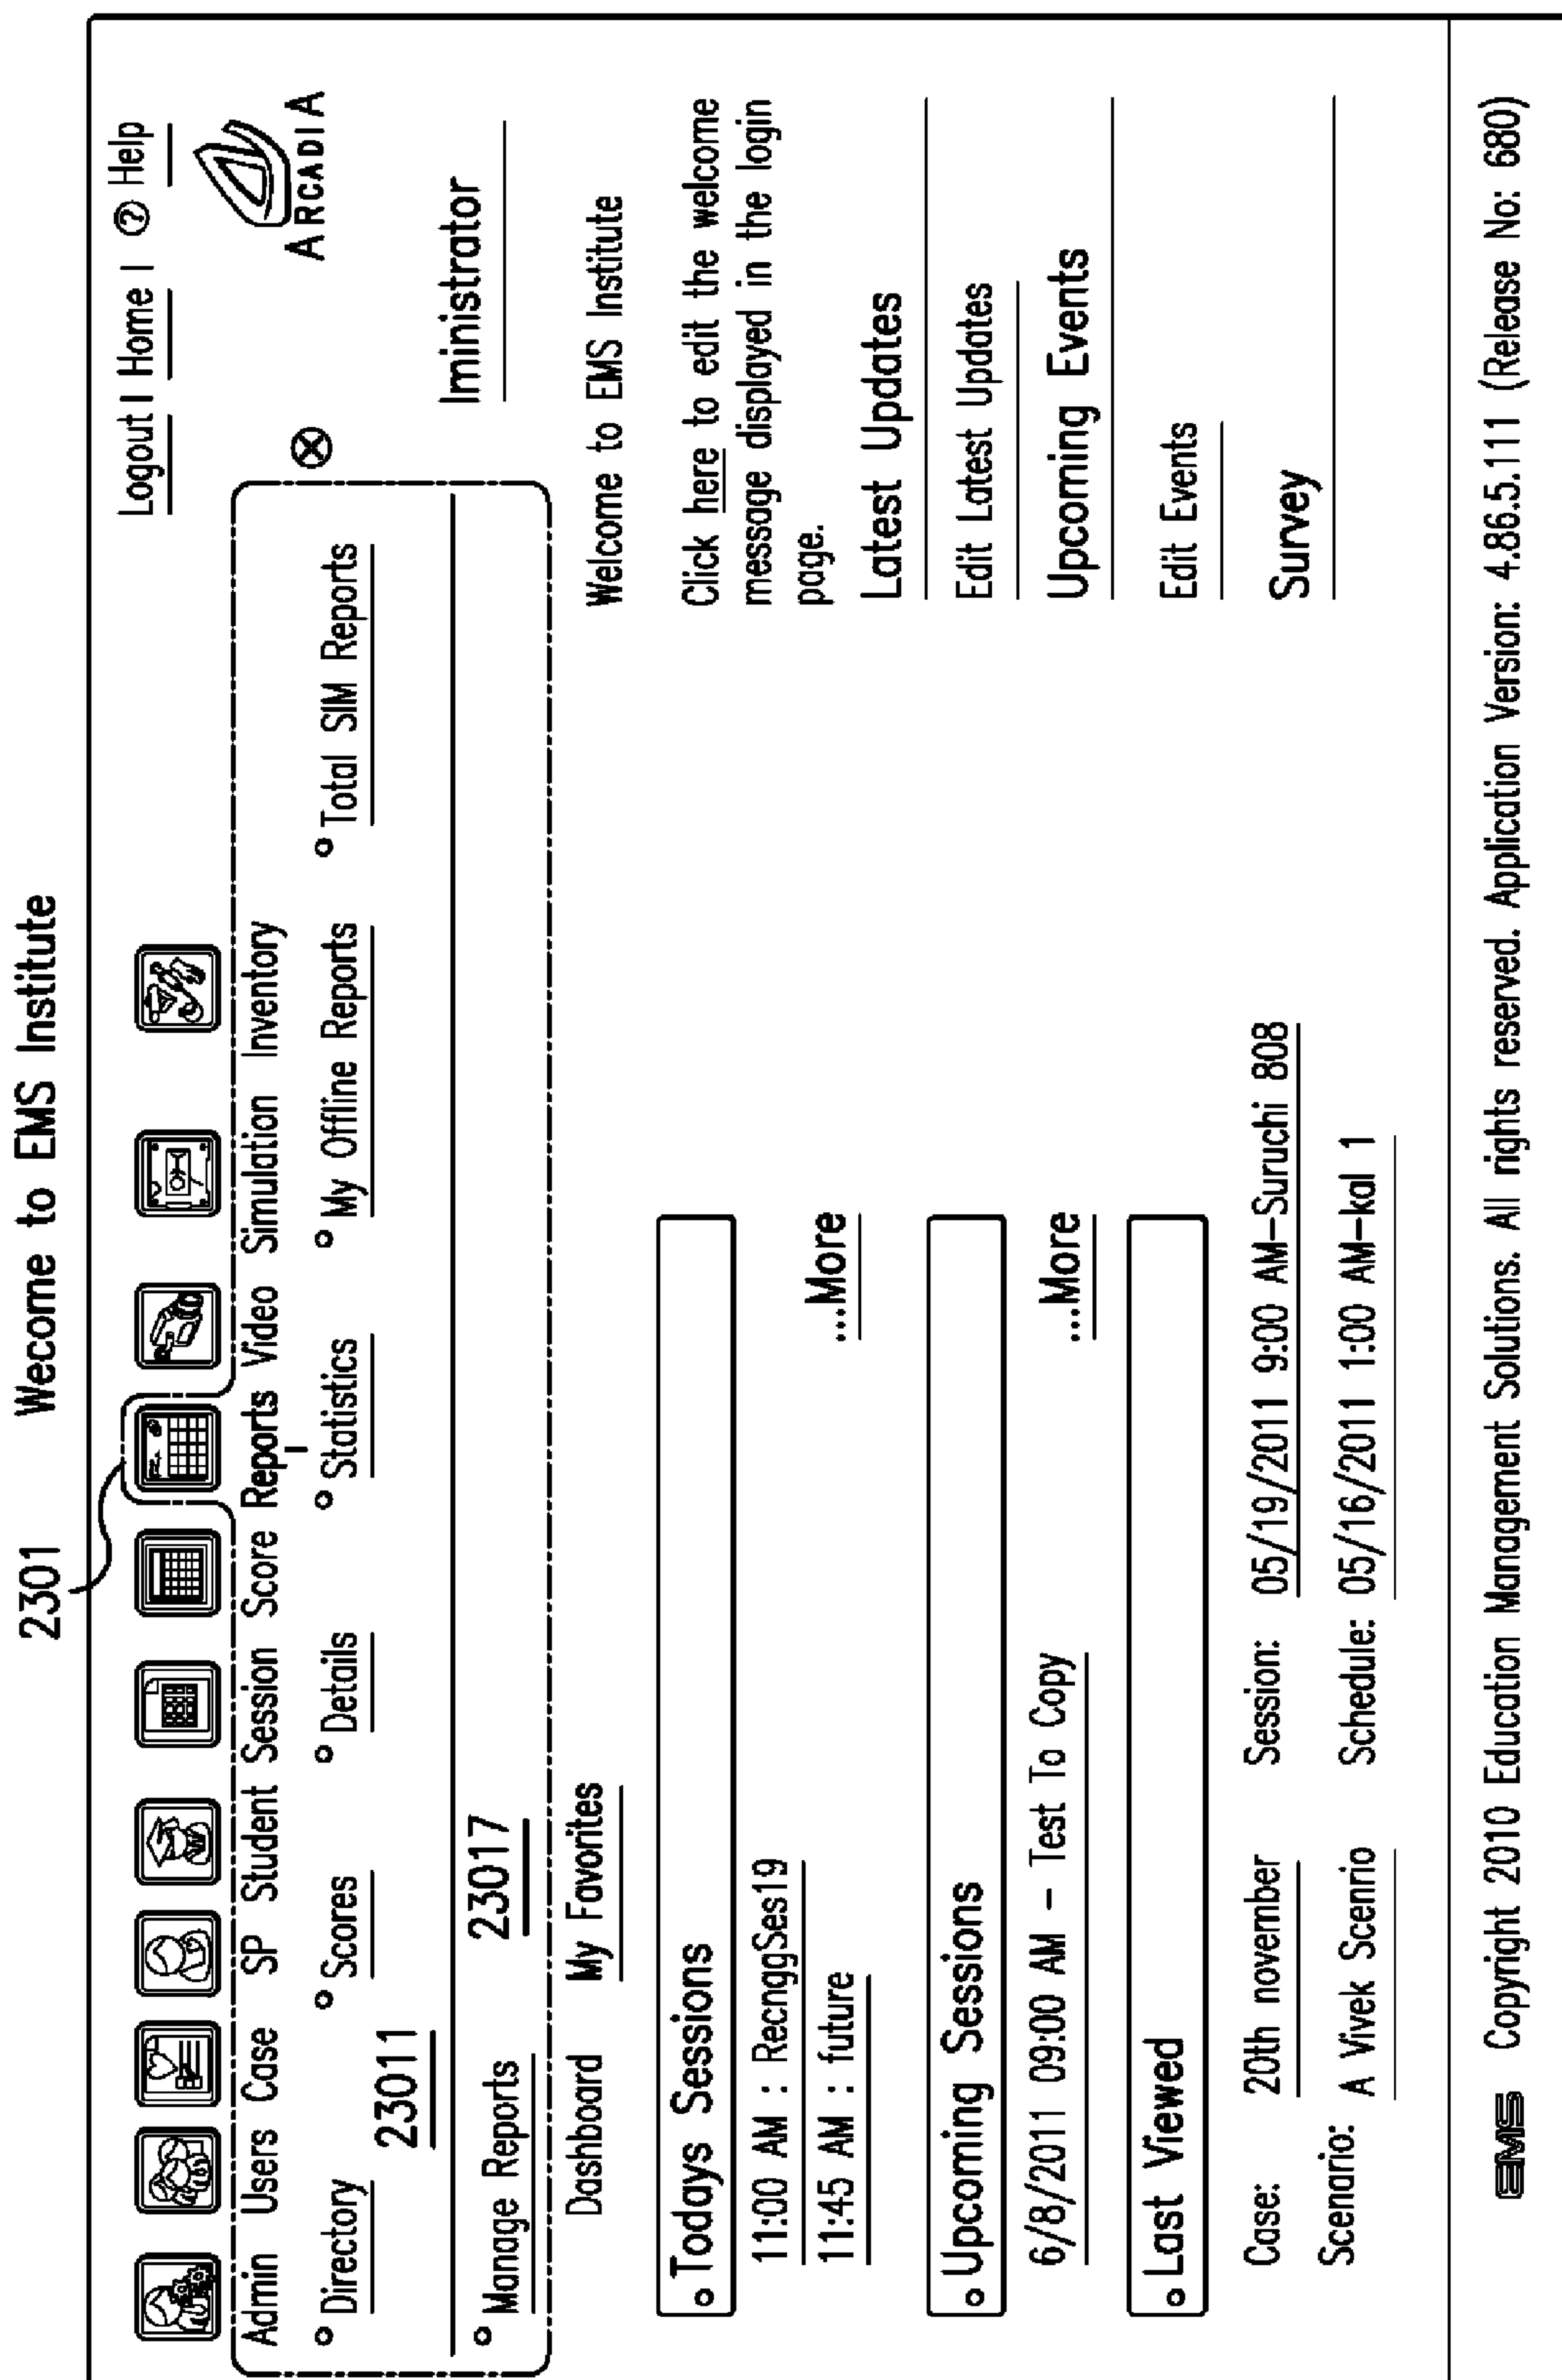 2301
Wecome to EMS Institute
Logout | Home | ? Help
ARCADIA
Admin Users Case SP Student Session Score Reports Video Simulation Inventory
Directory Scores Details Statistics My Offline Reports Total SIM Reports
23011
Manage Reports
23017
Iministrator
Dashboard My Favorites
Welcome to EMS Institute
Todays Sessions
11:00 AM : RecnggSes19
11:45 AM : future
...More
Click here to edit the welcome
message displayed in the login
page.
Latest Updates
Upcoming Sessions
Edit Latest Updates
6/8/2011 09:00 AM - Test To Copy
...More
Upcoming Events
Last Viewed
Edit Events
Case: 20th november Session: 05/19/2011 9:00 AM-Suruchi 808
Survey
Scenario: A Vivek Scenrio Schedule: 05/16/2011 1:00 AM-kal 1
EMS Copyright 2010 Education Management Solutions. All rights reserved. Application Version: 4.86.5.111 (Release No: 680)